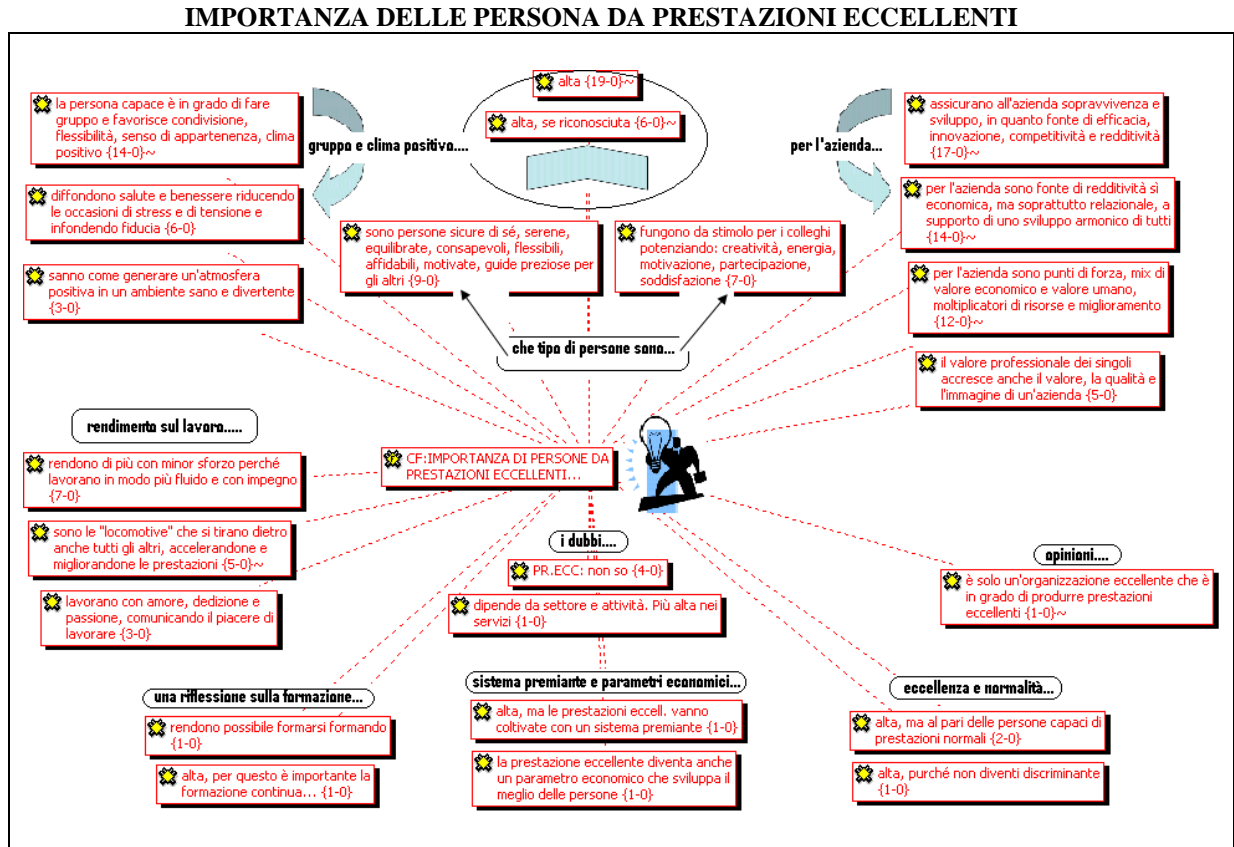 IMPORTANZA DELLE PERSONA DA PRESTAZIONI ECCELLENTI
alta {19-0}~
alta, se riconosciuta {6-0}~
gruppo e clima positivo....
la persona capace è in grado di fare
gruppo e favorisce condivisione,
flessibilità, senso di appartenenza, clima
positivo {14-0}~
diffondono salute e benessere riducendo
le occasioni di stress e di tensione e
infondendo fiducia {6-0}
sanno come generare un'atmosfera
positiva in un ambiente sano e divertente
{3-0}
per l'azienda...
assicurano all'azienda sopravvivenza e
sviluppo, in quanto fonte di efficacia,
innovazione, competitività e redditività
{17-0}~
per l'azienda sono fonte di redditività sì
economica, ma soprattutto relazionale, a
supporto di uno sviluppo armonico di tutti
{14-0}~
per l'azienda sono punti di forza, mix di
valore economico e valore umano,
moltiplicatori di risorse e miglioramento
{12-0}~
il valore professionale dei singoli
accresce anche il valore, la qualità e
l'immagine di un'azienda {5-0}
sono persone sicure di sé, serene,
equilibrate, consapevoli, flessibili,
affidabili, motivate, guide preziose per
gli altri {9-0}
fungono da stimolo per i colleghi
potenziando: creatività, energia,
motivazione, partecipazione,
soddisfazione {7-0}
che tipo di persone sono...
rendimento sul lavoro.....
rendono di più con minor sforzo perché
lavorano in modo più fluido e con impegno
{7-0}
sono le "locomotive" che si tirano dietro
anche tutti gli altri, accelerandone e
migliorandone le prestazioni {5-0}~
lavorano con amore, dedizione e
passione, comunicando il piacere di
lavorare {3-0}
CF:IMPORTANZA DI PERSONE DA
PRESTAZIONI ECCELLENTI...
i dubbi....
PR.ECC: non so {4-0}
dipende da settore e attività. Più alta nei
servizi {1-0}
opinioni....
è solo un'organizzazione eccellente che è
in grado di produrre prestazioni
eccellenti {1-0}~
una riflessione sulla formazione...
rendono possibile formarsi formando
{1-0}
alta, per questo è importante la
formazione continua... {1-0}
sistema premiante e parametri economici...
alta, ma le prestazioni eccell. vanno
coltivate con un sistema premiante {1-0}
la prestazione eccellente diventa anche
un parametro economico che sviluppa il
meglio delle persone {1-0}
eccellenza e normalità...
alta, ma al pari delle persone capaci di
prestazioni normali {2-0}
alta, purché non diventi discriminante
{1-0}